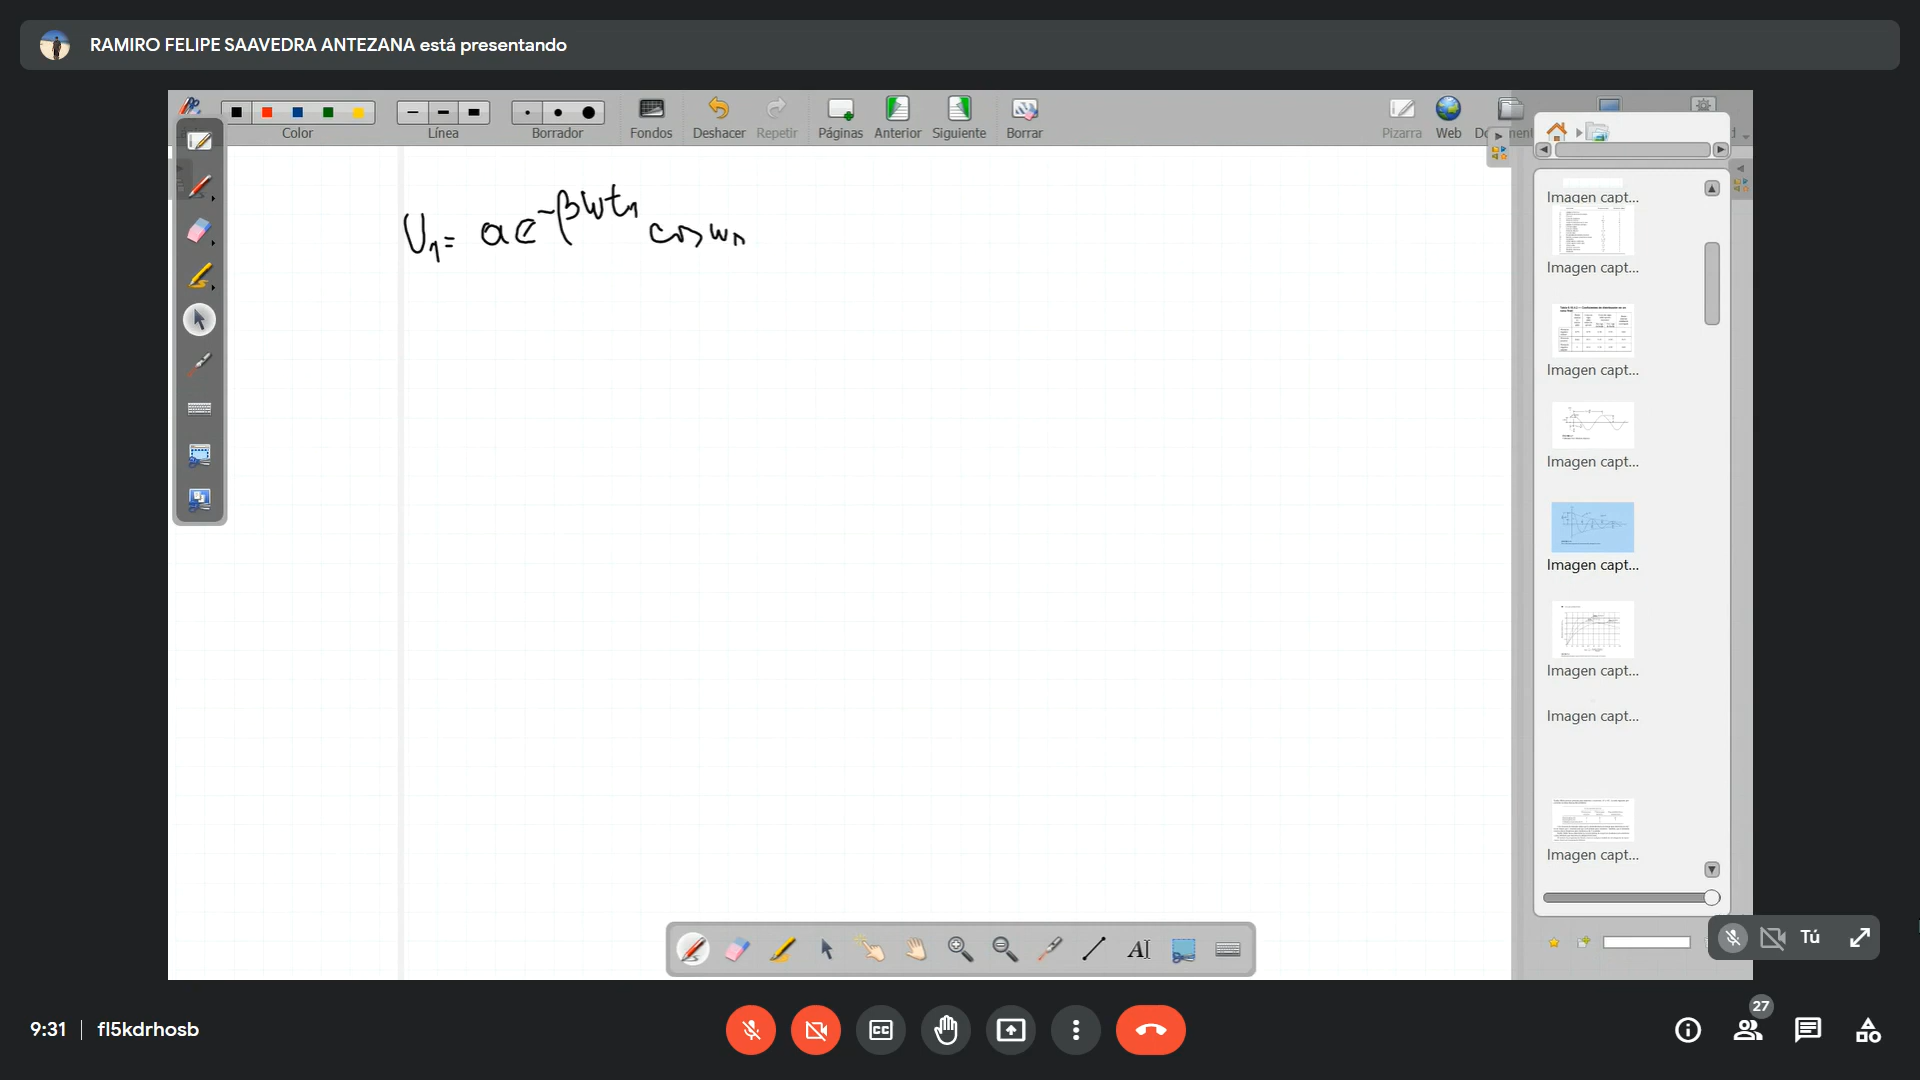 RAMIRO FELIPE SAAVEDRA ANTEZANA está presentando
Color
Línea
Borrador
Fondos
Deshacer
Repetir
Páginas
Anterior
Siguiente
Borrar
Pizarra
Web
U₁= ae^-βωt₁ cos ωₙ
Imagen capt...
Imagen capt...
Imagen capt...
Imagen capt...
Imagen capt...
Imagen capt...
Imagen capt...
Imagen capt...
AI
Tú
9:31
fl5kdrhosb
CC
27